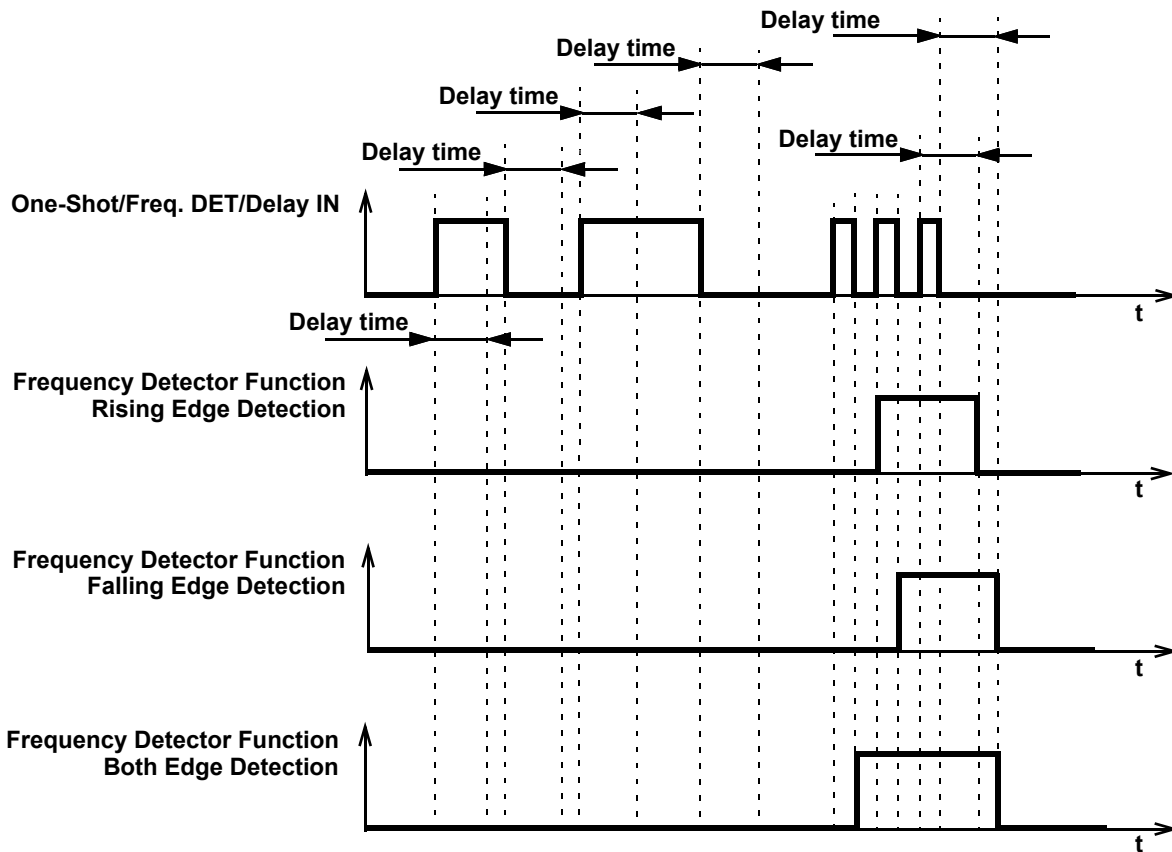 Delay time
Delay time
Delay time
Delay time
Delay time
One-Shot/Freq. DET/Delay IN
t
Delay time
Frequency Detector Function
Rising Edge Detection
t
Frequency Detector Function
Falling Edge Detection
t
Frequency Detector Function
Both Edge Detection
t